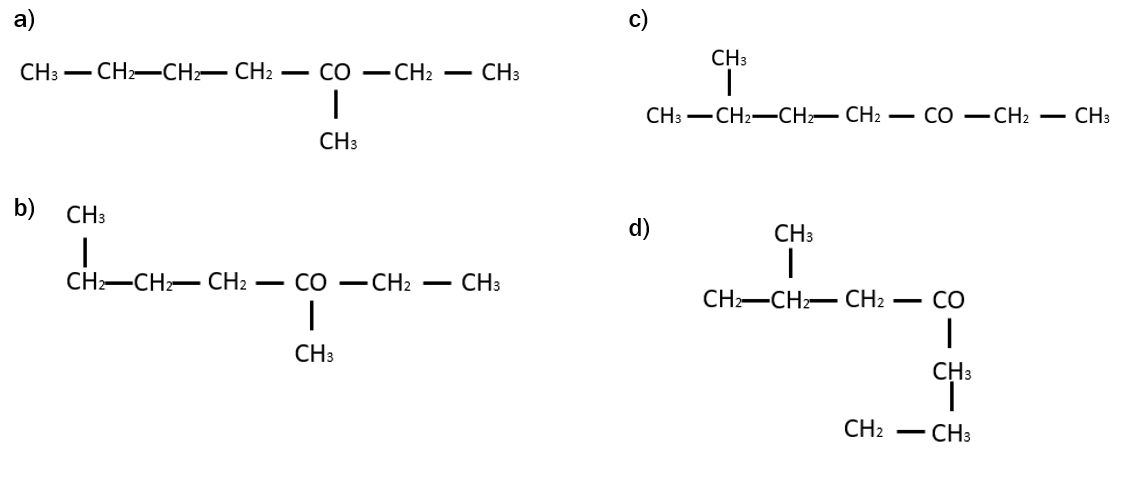 a)
CH₃ — CH₂ — CH₂ — CH₂ — CO — CH₂ — CH₃
CH₃
b)
CH₃
CH₂ — CH₂ — CH₂ — CO — CH₂ — CH₃
CH₃
c)
CH₃
CH₃ — CH₂ — CH₂ — CH₂ — CO — CH₂ — CH₃
d)
CH₃
CH₂ — CH₂ — CH₂ — CO
CH₃
CH₂ — CH₃